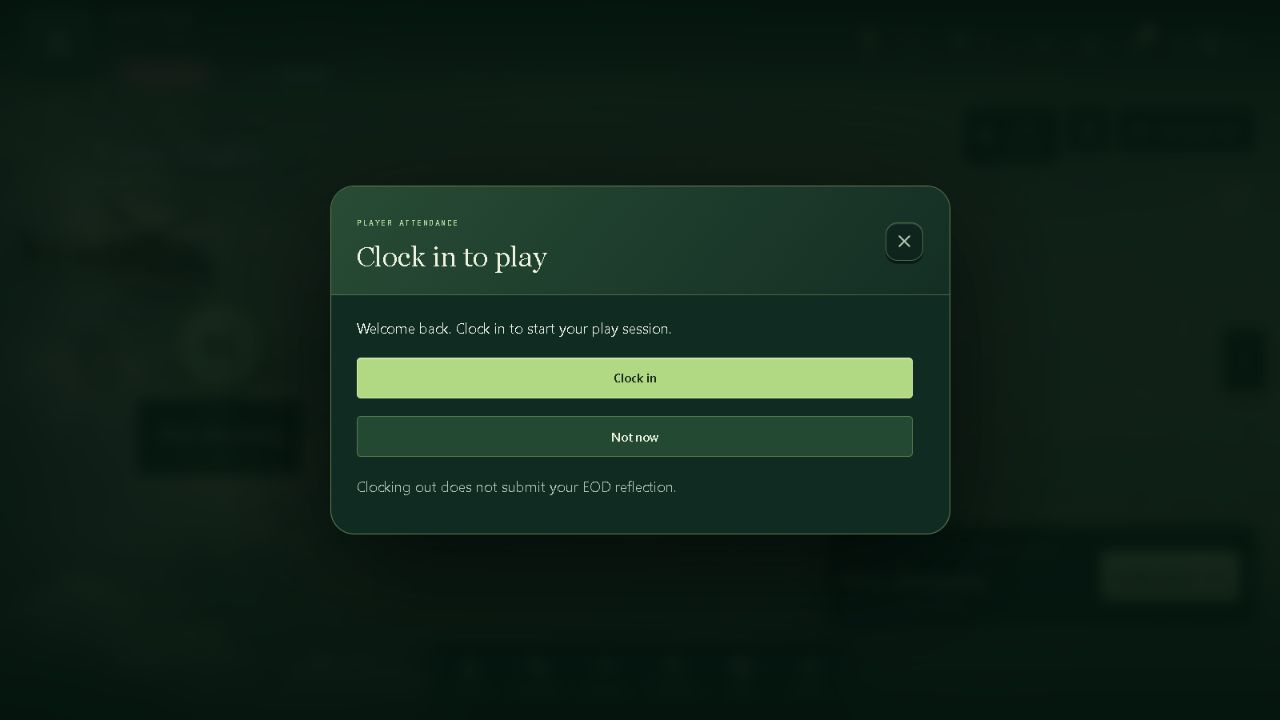 PLAYER ATTENDANCE
Clock in to play
Welcome back. Clock in to start your play session.
Clock in
Not now
Clocking out does not submit your EOD reflection.